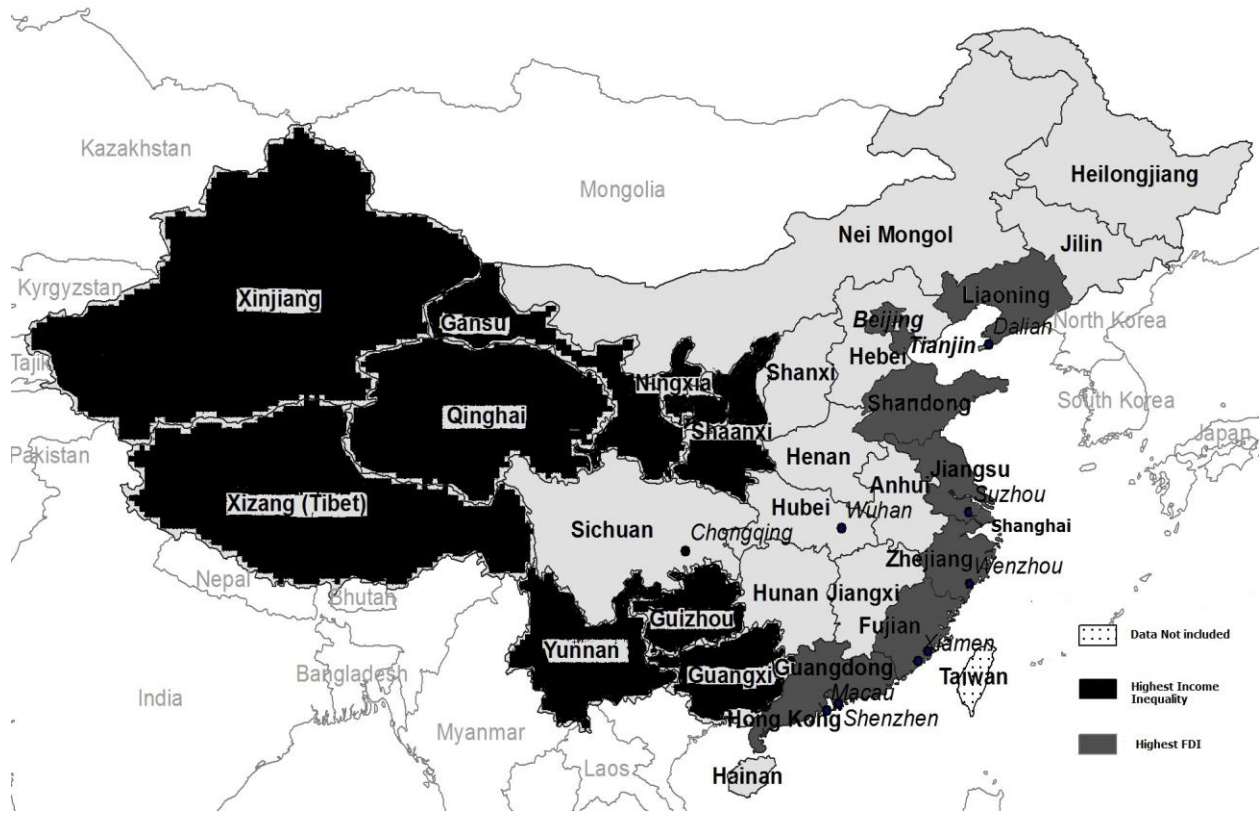 Kazakhstan
Mongolia
Heilongjiang
Nei Mongol
Jilin
Kyrgyzstan
Xinjiang
Liaoning
Gansu
Beijing
Dalian
North Korea
Tajik
Tianjin
Hebei
Ningxia
Shanxi
Qinghai
Shandong
South Korea
Shaanxi
Japan
Pakistan
Henan
Jiangsu
Anhui
Suzhou
Xizang (Tibet)
Hubei
Wuhan
Sichuan
Chongqing
Shanghai
Zhejiang
Wenzhou
Nepal
Bhutan
Hunan
Jiangxi
Guizhou
Fujian
Data Not included
Yunnan
Xiamen
Guangdong
Taiwan
Bangladesh
Guangxi
India
Macau
Highest Income
Inequality
Hong Kong
Shenzhen
Myanmar
Highest FDI
Laos
Hainan